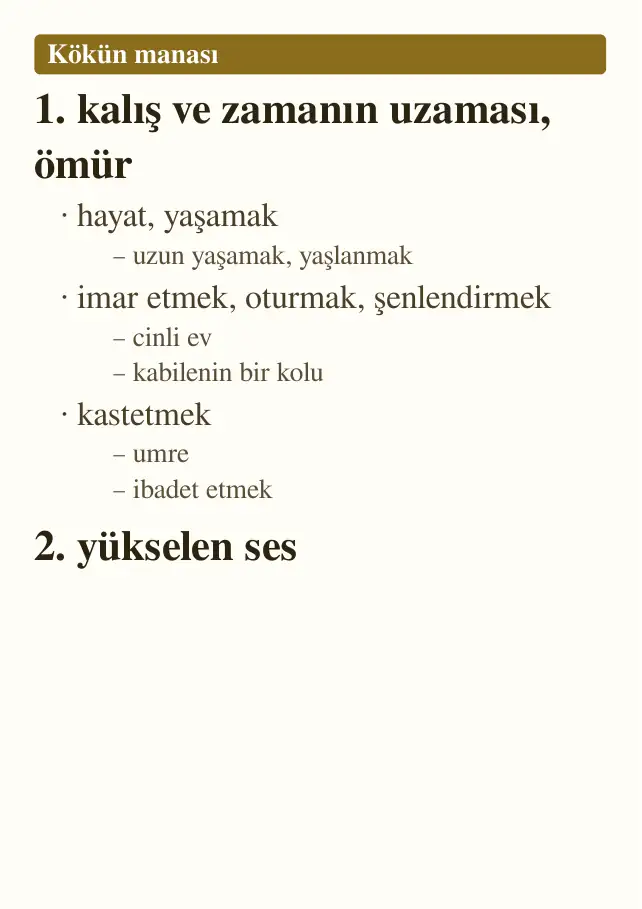 Kökün manası
1. kalış ve zamanın uzaması,
ömür
· hayat, yaşamak
– uzun yaşamak, yaşlanmak
· imar etmek, oturmak, şenlendirmek
– cinli ev
– kabilenin bir kolu
· kastetmek
– umre
– ibadet etmek
2. yükselen ses